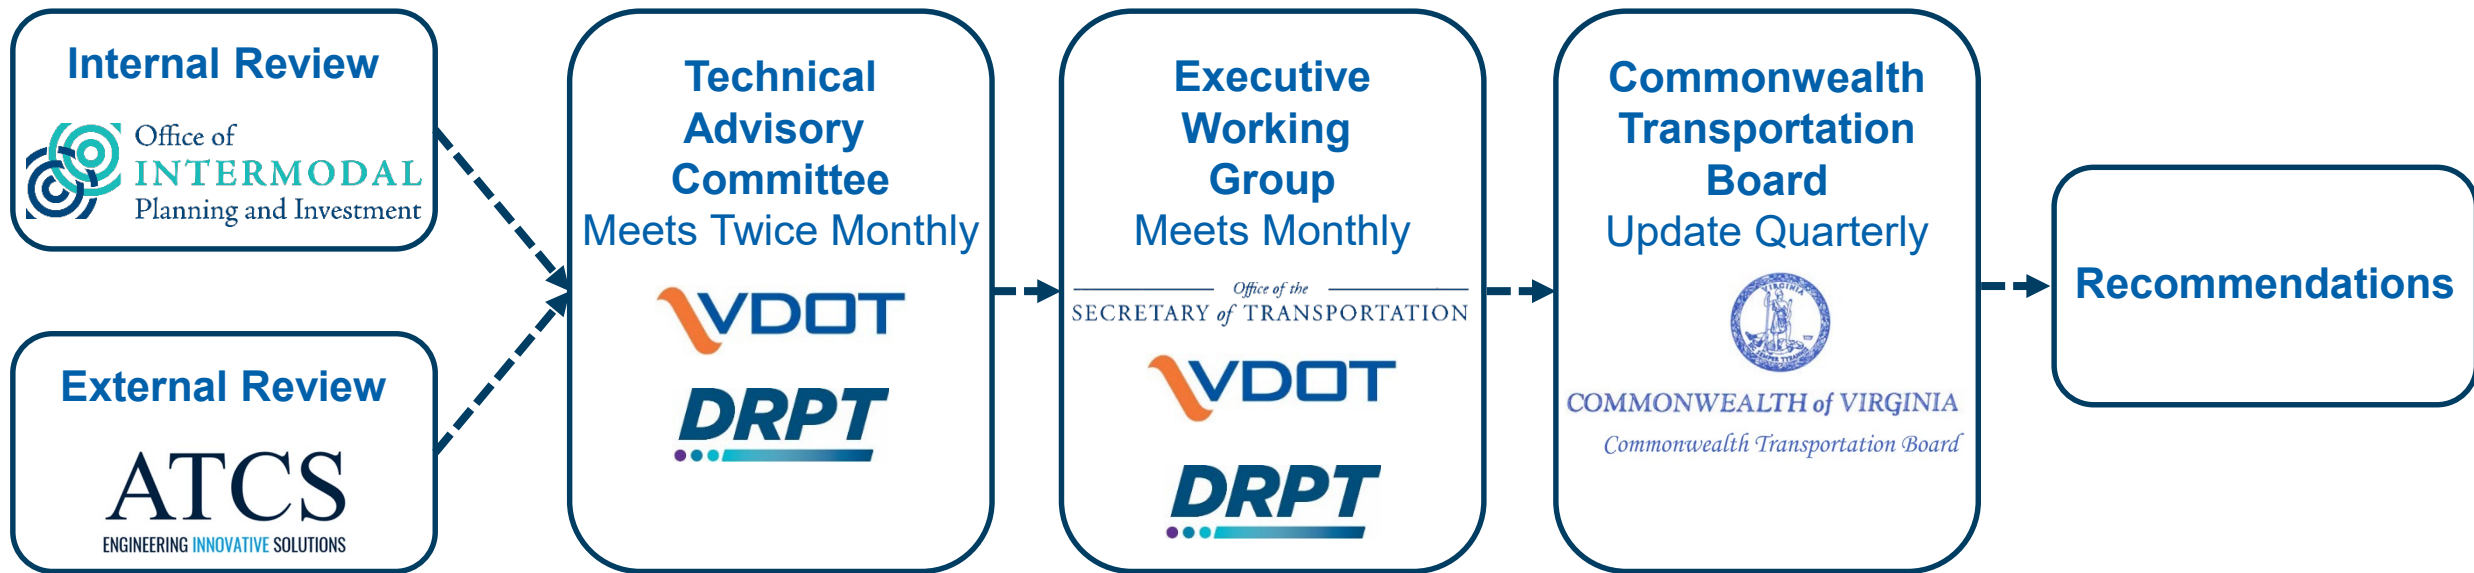 Internal Review
Office of
INTERMODAL
Planning and Investment
External Review
ATCS
ENGINEERING INNOVATIVE SOLUTIONS
Technical
Advisory
Committee
Meets Twice Monthly
VDOT
DRPT
Executive
Working
Group
Meets Monthly
Office of the
SECRETARY of TRANSPORTATION
VDOT
DRPT
Commonwealth
Transportation
Board
Update Quarterly
VIRGINIA
COMMONWEALTH of VIRGINIA
Commonwealth Transportation Board
Recommendations